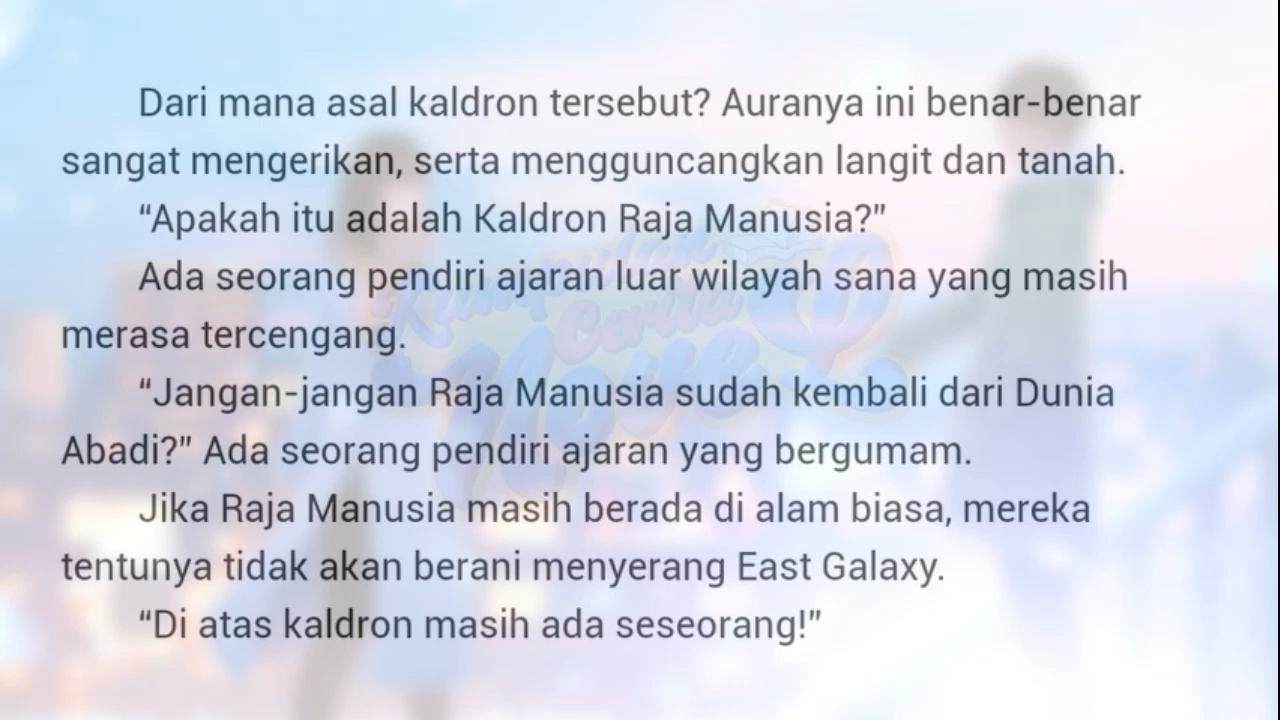 Dari mana asal kaldron tersebut? Auranya ini benar-benar
sangat mengerikan, serta mengguncangkan langit dan tanah.
“Apakah itu adalah Kaldron Raja Manusia?”
Ada seorang pendiri ajaran luar wilayah sana yang masih
merasa tercengang.
“Jangan-jangan Raja Manusia sudah kembali dari Dunia
Abadi?” Ada seorang pendiri ajaran yang bergumam.
Jika Raja Manusia masih berada di alam biasa, mereka
tentunya tidak akan berani menyerang East Galaxy.
“Di atas kaldron masih ada seseorang!”
Kumpulan
Cerita
Novel